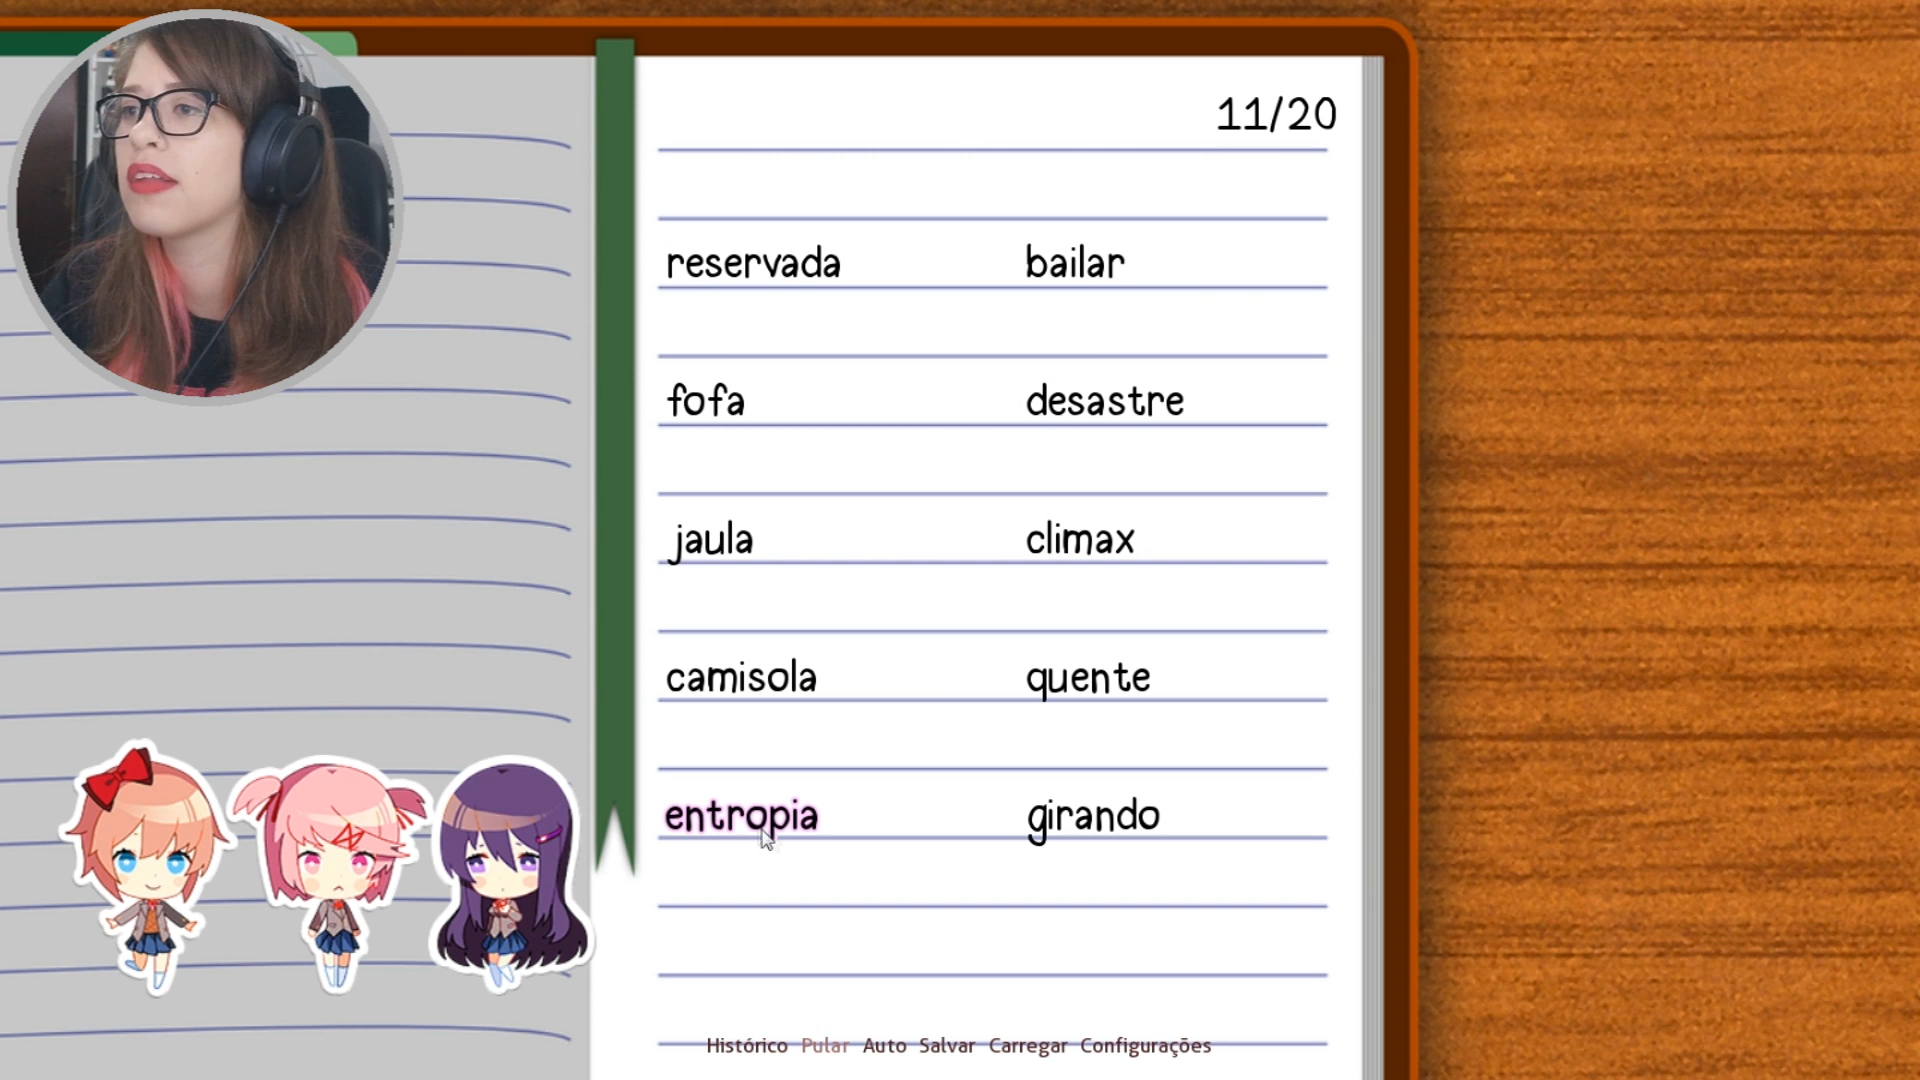 11/20
reservada bailar
fofa desastre
jaula climax
camisola quente
entropia girando
Histórico Pular Auto Salvar Carregar Configurações